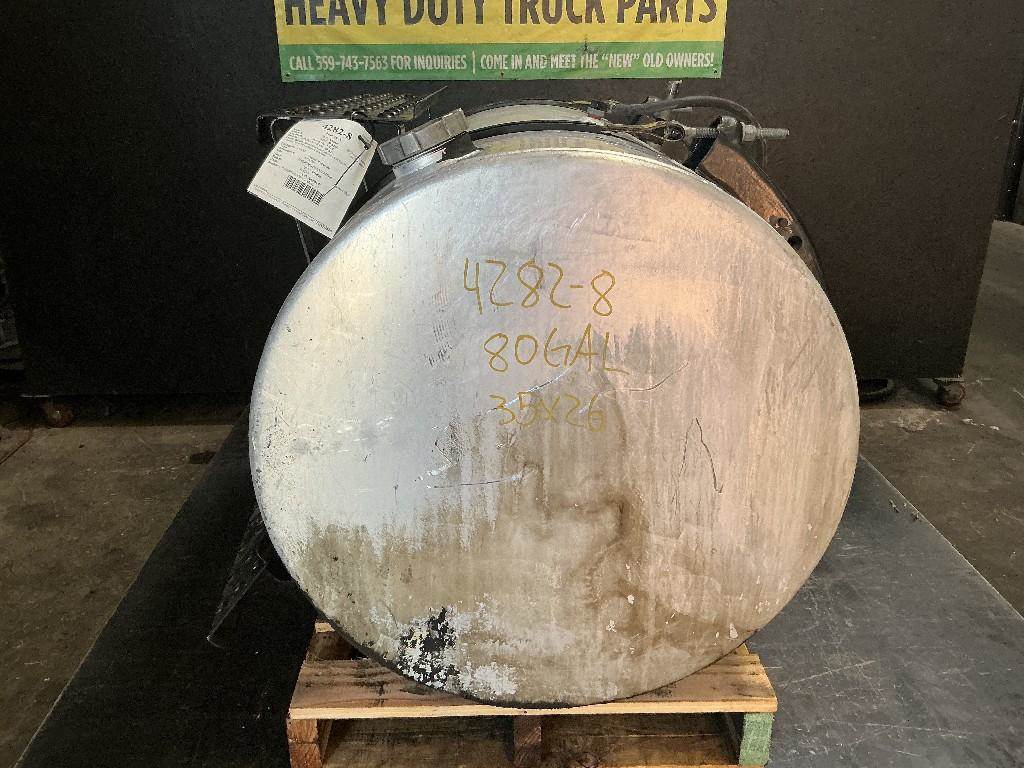 HEAVY DUTY TRUCK PARTS
CALL 559-743-7563 FOR INQUIRIES | COME IN AND MEET THE "NEW" OLD OWNERS!
4282-8
4282-8
80GAL
35X26